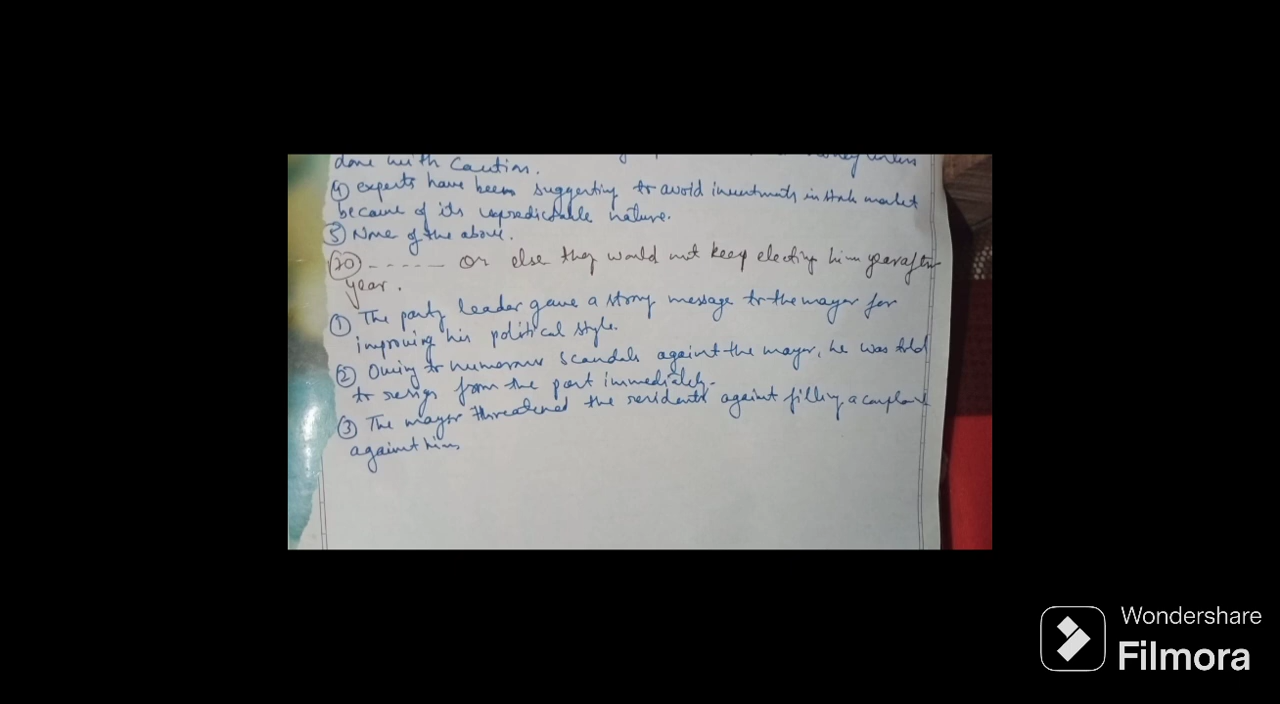 done with Caution.
④ experts have been suggesting to avoid investments in stock market
because of its unpredictable nature.
⑤ None of the above.
⑳ ------ or else they would not keep electing him year after
year.
① The party leader gave a strong message to the mayor for
improving his political style.
② Owing to numerous scandals against the mayor, he was told
to resign from the post immediately.
③ The mayor threatened the residents against filling a complaint
against him.
Wondershare
Filmora